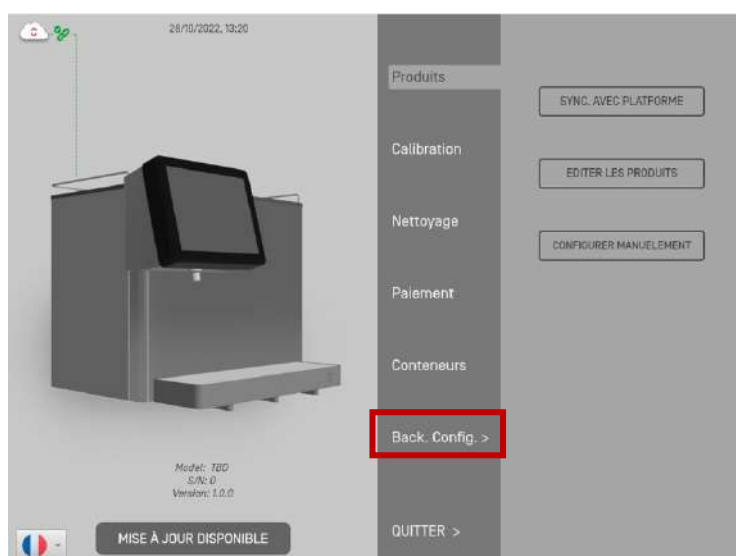 28/10/2022, 13:20
Produits
SYNC. AVEC PLATFORME
Calibration
EDITER LES PRODUITS
Nettoyage
CONFIGURER MANUELEMENT
Paiement
Conteneurs
Back. Config. >
Model: TBD
S/N: 0
Version: 1.0.0
MISE À JOUR DISPONIBLE
QUITTER >